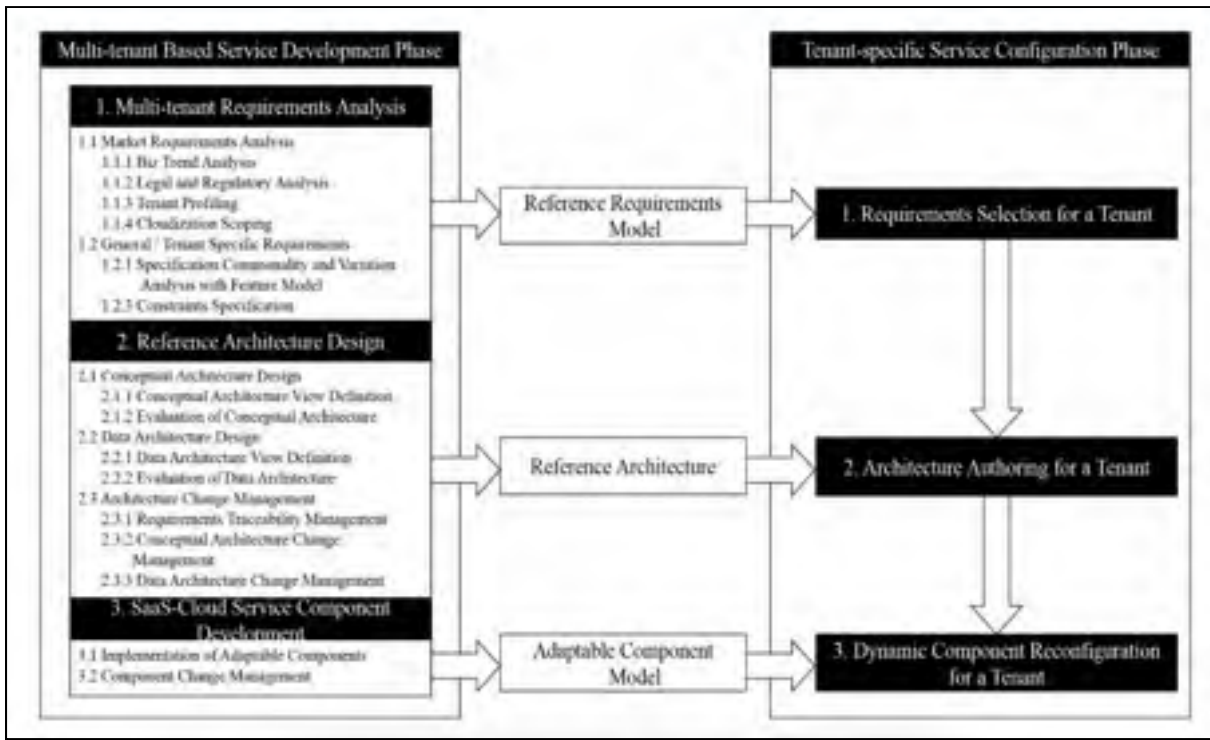 Multi-tenant Based Service Development Phase
1. Multi-tenant Requirements Analysis
1.1 Market Requirements Analysis
1.1.1 Biz Trend Analysis
1.1.2 Legal and Regulatory Analysis
1.1.3 Tenant Profiling
1.1.4 Cloudization Scoping
1.2 General / Tenant Specific Requirements
1.2.1 Specification Commonality and Variation
Analysis with Feature Model
1.2.3 Constraints Specification
2. Reference Architecture Design
2.1 Conceptual Architecture Design
2.1.1 Conceptual Architecture View Definition
2.1.2 Evaluation of Conceptual Architecture
2.2 Data Architecture Design
2.2.1 Data Architecture View Definition
2.2.2 Evaluation of Data Architecture
2.3 Architecture Change Management
2.3.1 Requirements Traceability Management
2.3.2 Conceptual Architecture Change
Management
2.3.3 Data Architecture Change Management
3. SaaS-Cloud Service Component
Development
3.1 Implementation of Adaptable Components
3.2 Component Change Management
Reference Requirements
Model
Reference Architecture
Adaptable Component
Model
Tenant-specific Service Configuration Phase
1. Requirements Selection for a Tenant
2. Architecture Authoring for a Tenant
3. Dynamic Component Reconfiguration
for a Tenant